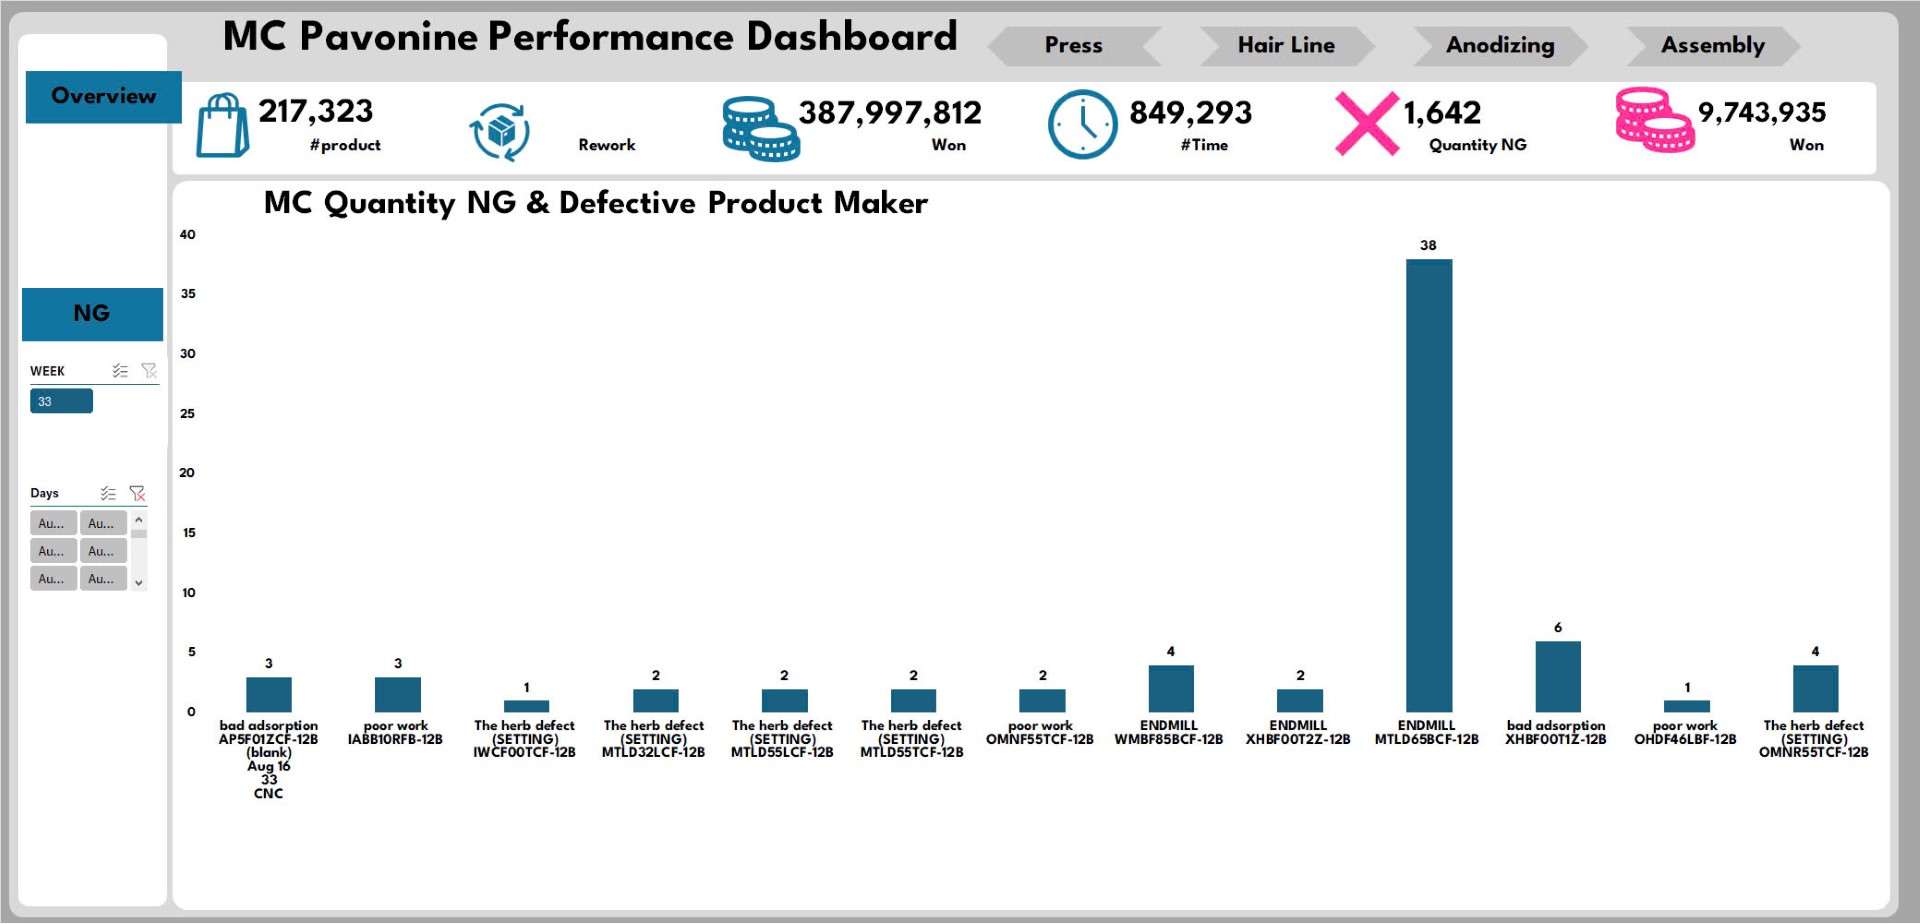 MC Pavonine Performance Dashboard
Press
Hair Line
Anodizing
Assembly
Overview
217,323
#product
Rework
387,997,812
Won
849,293
#Time
1,642
Quantity NG
9,743,935
Won
MC Quantity NG & Defective Product Maker
NG
WEEK
33
Days
Au... Au...
Au... Au...
Au... Au...
40
35
30
25
20
15
10
5
0
3
3
1
2
2
2
2
4
2
38
6
1
4
bad adsorption
AP5F01ZCF-12B
(blank)
Aug 16
33
CNC
poor work
IABB10RFB-12B
The herb defect
(SETTING)
IWCF00TCF-12B
The herb defect
(SETTING)
MTLD32LCF-12B
The herb defect
(SETTING)
MTLD55LCF-12B
The herb defect
(SETTING)
MTLD55TCF-12B
poor work
OMNF55TCF-12B
ENDMILL
WMBF85BCF-12B
ENDMILL
XHBF00T2Z-12B
ENDMILL
MTLD65BCF-12B
bad adsorption
XHBF00T1Z-12B
poor work
OHDF46LBF-12B
The herb defect
(SETTING)
OMNR55TCF-12B